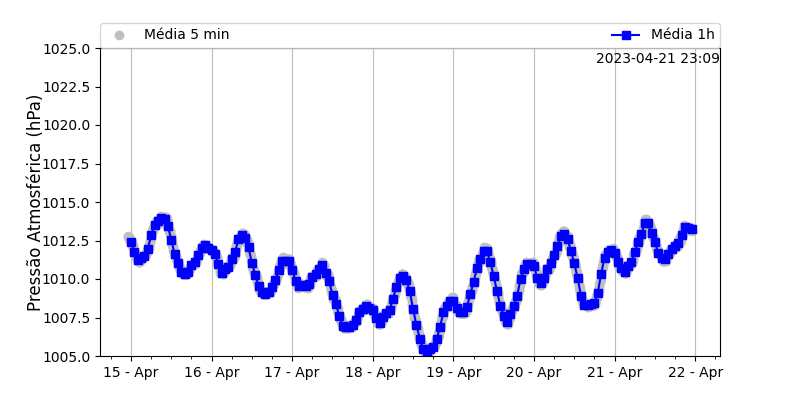 Média 5 min
Média 1h
2023-04-21 23:09
Pressão Atmosférica (hPa)
1025.0
1022.5
1020.0
1017.5
1015.0
1012.5
1010.0
1007.5
1005.0
15 - Apr
16 - Apr
17 - Apr
18 - Apr
19 - Apr
20 - Apr
21 - Apr
22 - Apr